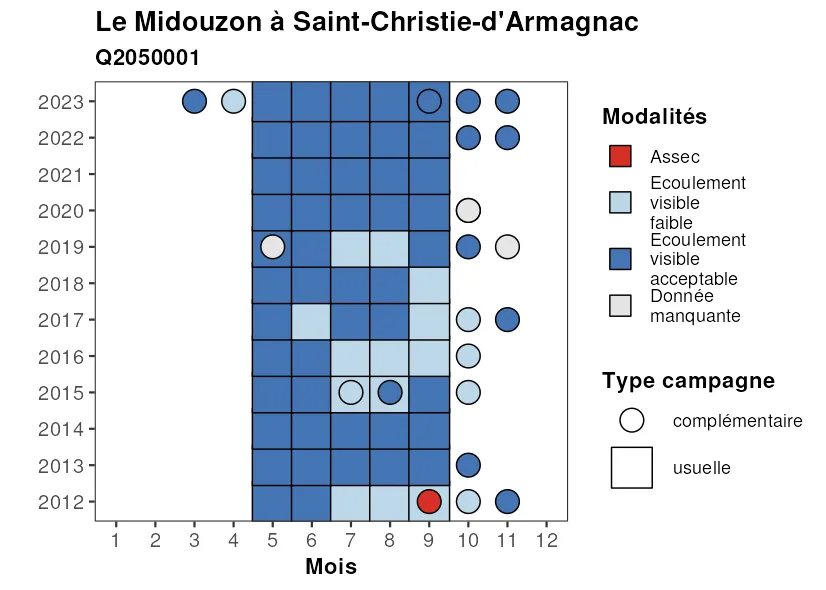 Le Midouzon à Saint-Christie-d'Armagnac
Q2050001
2023
2022
2021
2020
2019
2018
2017
2016
2015
2014
2013
2012
1 2 3 4 5 6 7 8 9 10 11 12
Mois
Modalités
Assec
Ecoulement
visible
faible
Ecoulement
visible
acceptable
Donnée
manquante
Type campagne
complémentaire
usuelle